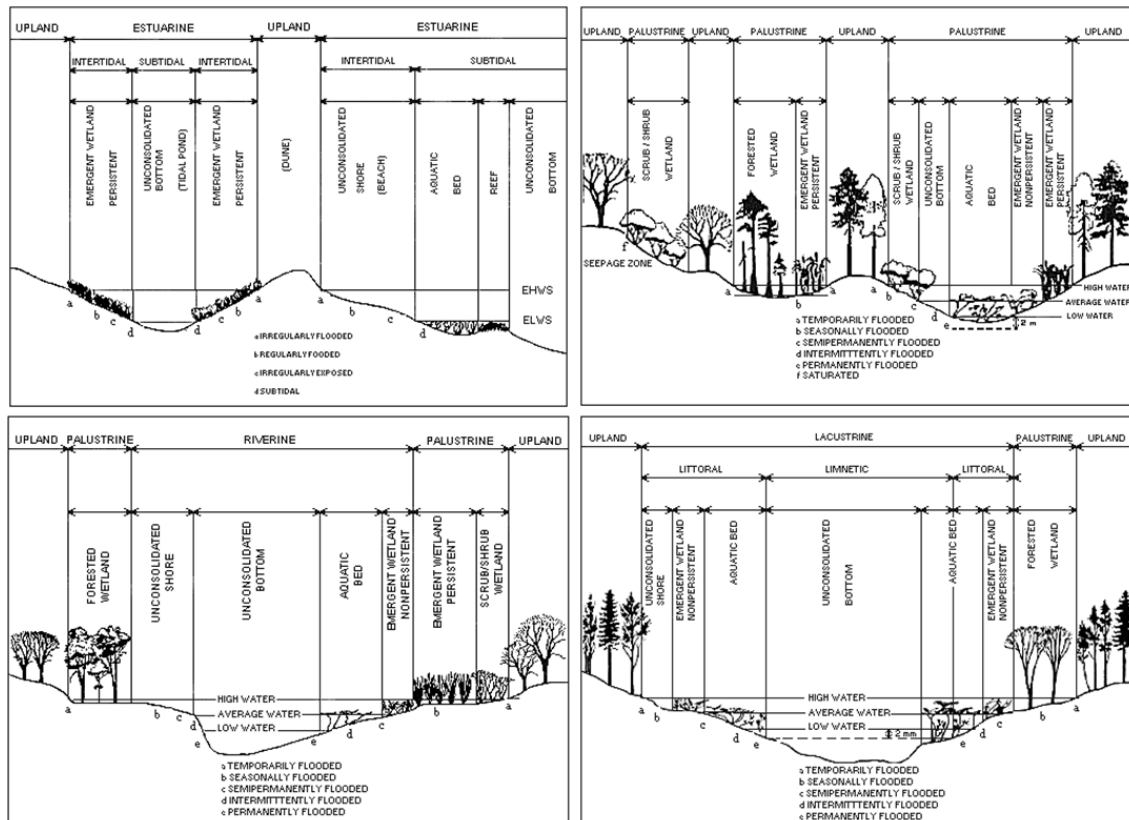 UPLAND ESTUARINE UPLAND ESTUARINE
INTERTIDAL SUBTIDAL INTERTIDAL INTERTIDAL SUBTIDAL
EMERGENT WETLAND
PERSISTENT
UNCONSOLIDATED
BOTTOM
(TIDAL POND)
EMERGENT WETLAND
PERSISTENT
(DUNE)
UNCONSOLIDATED
SHORE
(BEACH)
AQUATIC
BED
REEF
UNCONSOLIDATED
BOTTOM
EHWS
ELWS
a b c d d c b a a b c d
a IRREGULARLY FLOODED
b REGULARLY FOODED
c IRREGULARLY EXPOSED
d SUBTIDAL
UPLAND PALUSTRINE UPLAND PALUSTRINE UPLAND PALUSTRINE UPLAND
SCRUB / SHRUB
WETLAND
FORESTED
WETLAND
EMERGENT WETLAND
PERSISTENT
SCRUB / SHRUB
WETLAND
UNCONSOLIDATED
BOTTOM
AQUATIC
BED
EMERGENT WETLAND
NONPERSISTENT
EMERGENT WETLAND
PERSISTENT
f
SEEPAGE ZONE
a b a a b c d e
HIGH WATER
AVERAGE WATER
LOW WATER
2 m
a TEMPORARILY FLOODED
b SEASONALLY FLOODED
c SEMIPERMANENTLY FLOODED
d INTERMITTTENTLY FLOODED
e PERMANENTLY FLOODED
f SATURATED
UPLAND PALUSTRINE RIVERINE PALUSTRINE UPLAND
FORESTED
WETLAND
UNCONSOLIDATED
SHORE
UNCONSOLIDATED
BOTTOM
AQUATIC
BED
EMERGENT WETLAND
NONPERSISTENT
EMERGENT WETLAND
PERSISTENT
SCRUB/SHRUB
WETLAND
HIGH WATER
AVERAGE WATER
LOW WATER
a b c d e e d c b a
a TEMPORARILY FLOODED
b SEASONALLY FLOODED
c SEMIPERMANENTLY FLOODED
d INTERMITTTENTLY FLOODED
e PERMANENTLY FLOODED
UPLAND LACUSTRINE PALUSTRINE UPLAND
LITTORAL LIMNETIC LITTORAL
UNCONSOLIDATED
SHORE
EMERGENT WETLAND
NONPERSISTENT
AQUATIC BED
UNCONSOLIDATED
BOTTOM
AQUATIC BED
EMERGENT WETLAND
NONPERSISTENT
FORESTED
WETLAND
HIGH WATER
AVERAGE WATER
LOW WATER
2 mm
a b c d e e d c b a
a TEMPORARILY FLOODED
b SEASONALLY FLOODED
c SEMIPERMANENTLY FLOODED
d INTERMITTTENTLY FLOODED
e PERMANENTLY FLOODED